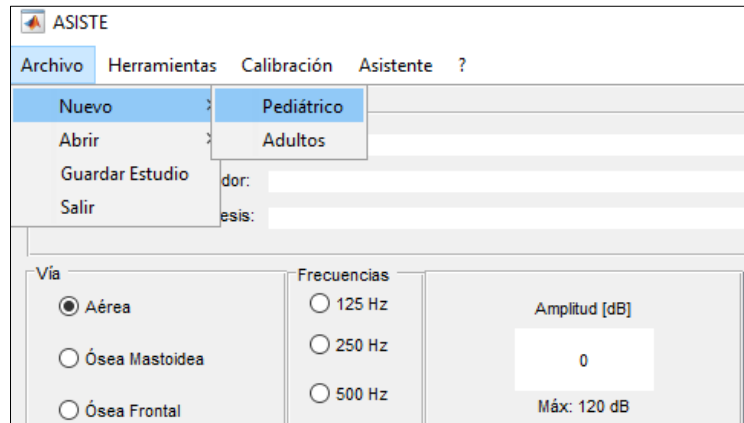 ASISTE
Archivo Herramientas Calibración Asistente ?
Nuevo Pediátrico
Abrir Adultos
Guardar Estudio dor:
Salir esis:
Vía Frecuencias
Aérea 125 Hz Amplitud [dB]
Ósea Mastoidea 250 Hz 0
Ósea Frontal 500 Hz Máx: 120 dB